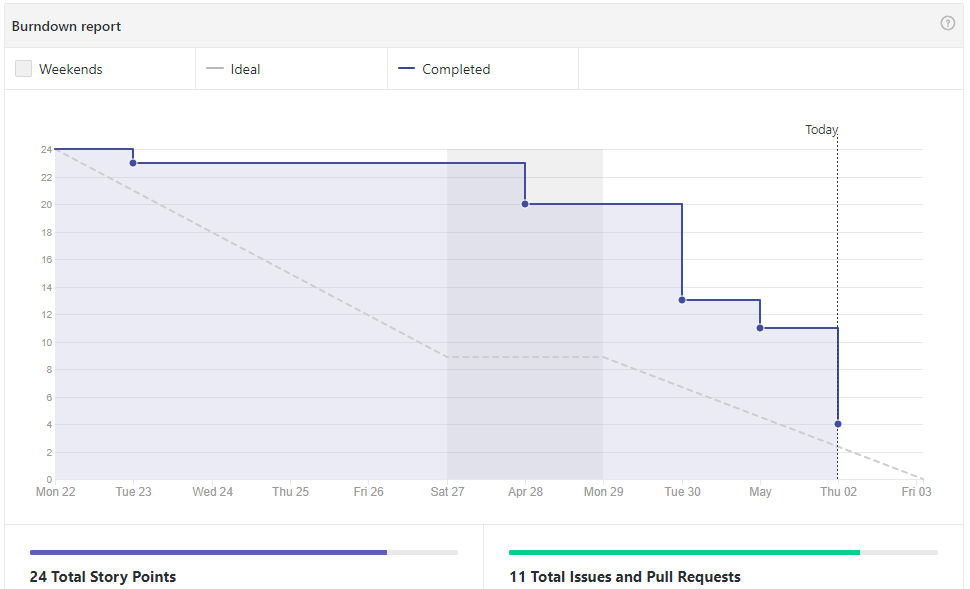 Burndown report ?
Weekends Ideal Completed
Today
24
22
20
18
16
14
12
10
8
6
4
2
0
Mon 22 Tue 23 Wed 24 Thu 25 Fri 26 Sat 27 Apr 28 Mon 29 Tue 30 May Thu 02 Fri 03
24 Total Story Points 11 Total Issues and Pull Requests